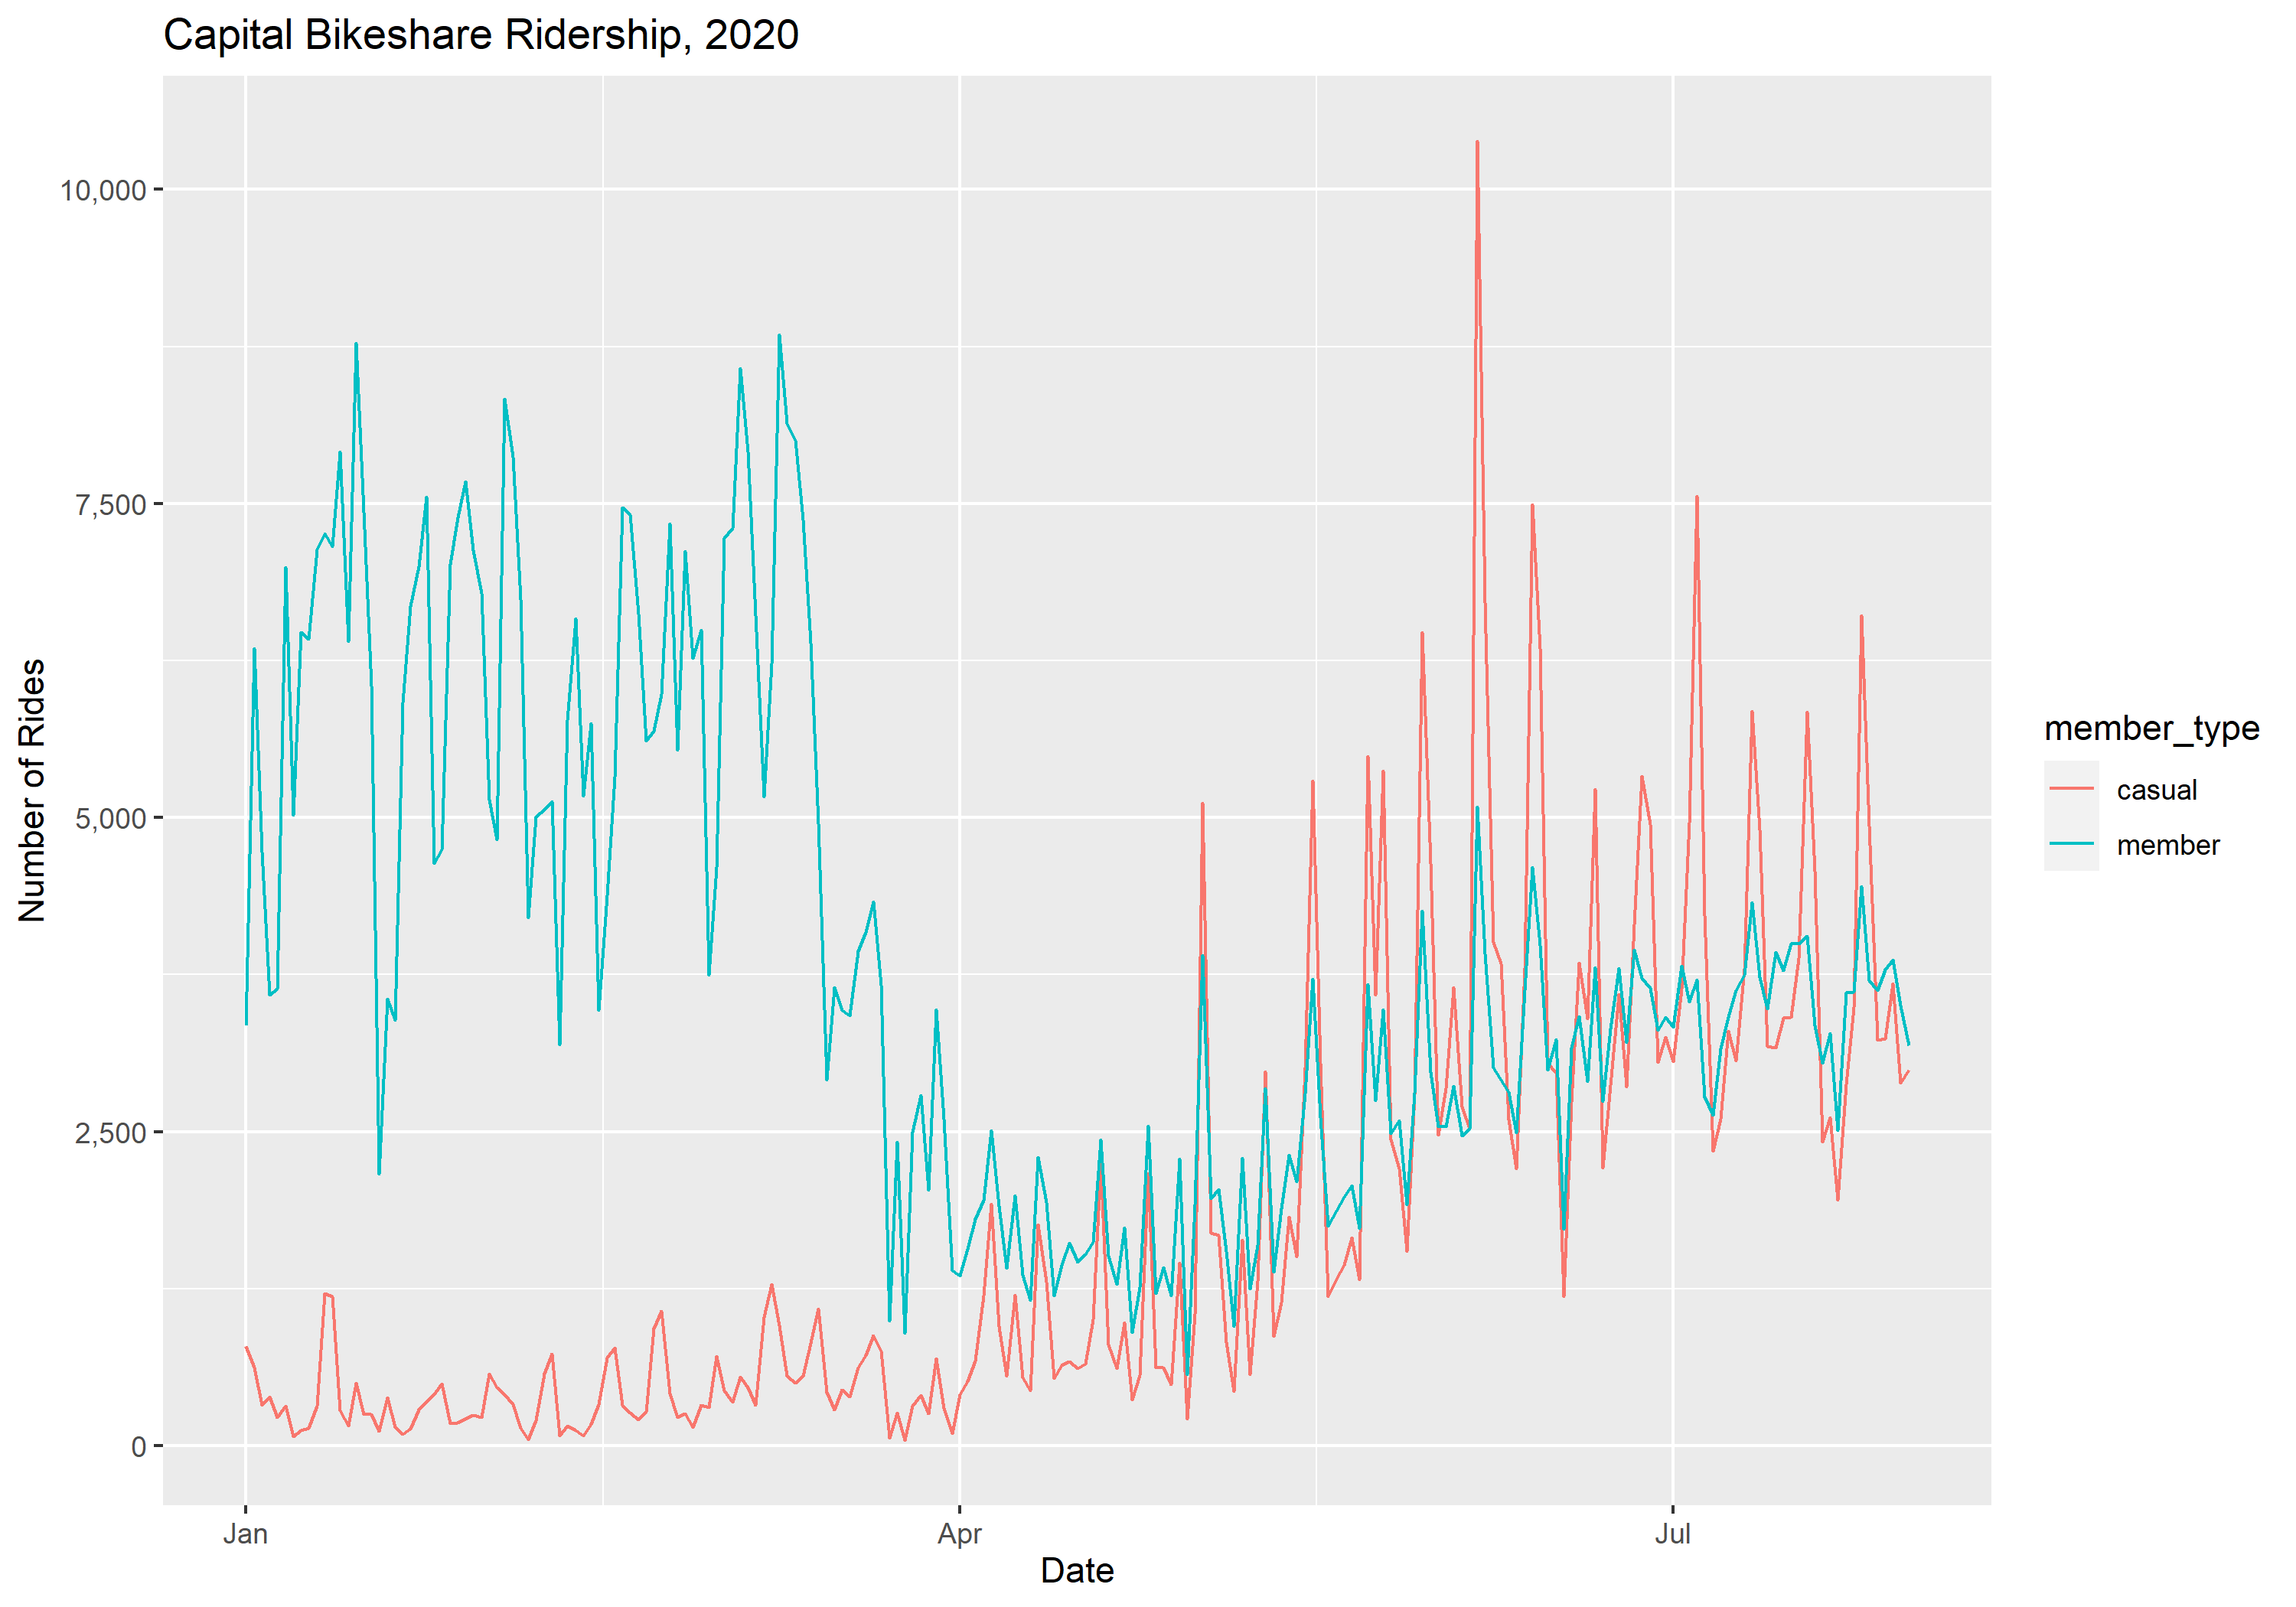 Capital Bikeshare Ridership, 2020
Number of Rides
10,000
7,500
5,000
2,500
0
Jan
Apr
Jul
Date
member_type
casual
member